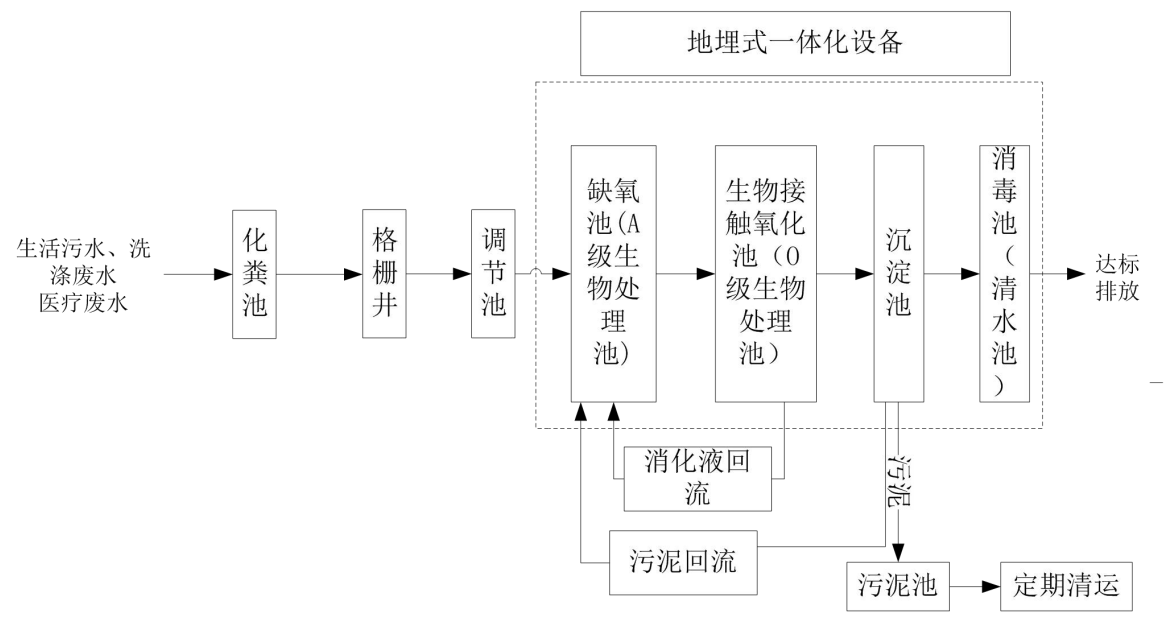 地埋式一体化设备
生活污水、洗
涤废水
医疗废水
化
粪
池
格
栅
井
调
节
池
缺氧
池(A
级生
物处
理
池)
生物接
触氧化
池（O
级生物
处理
池）
沉
淀
池
消
毒
池
（
清
水
池
）
达标
排放
消化液回
流
污泥
污泥回流
污泥池
定期清运